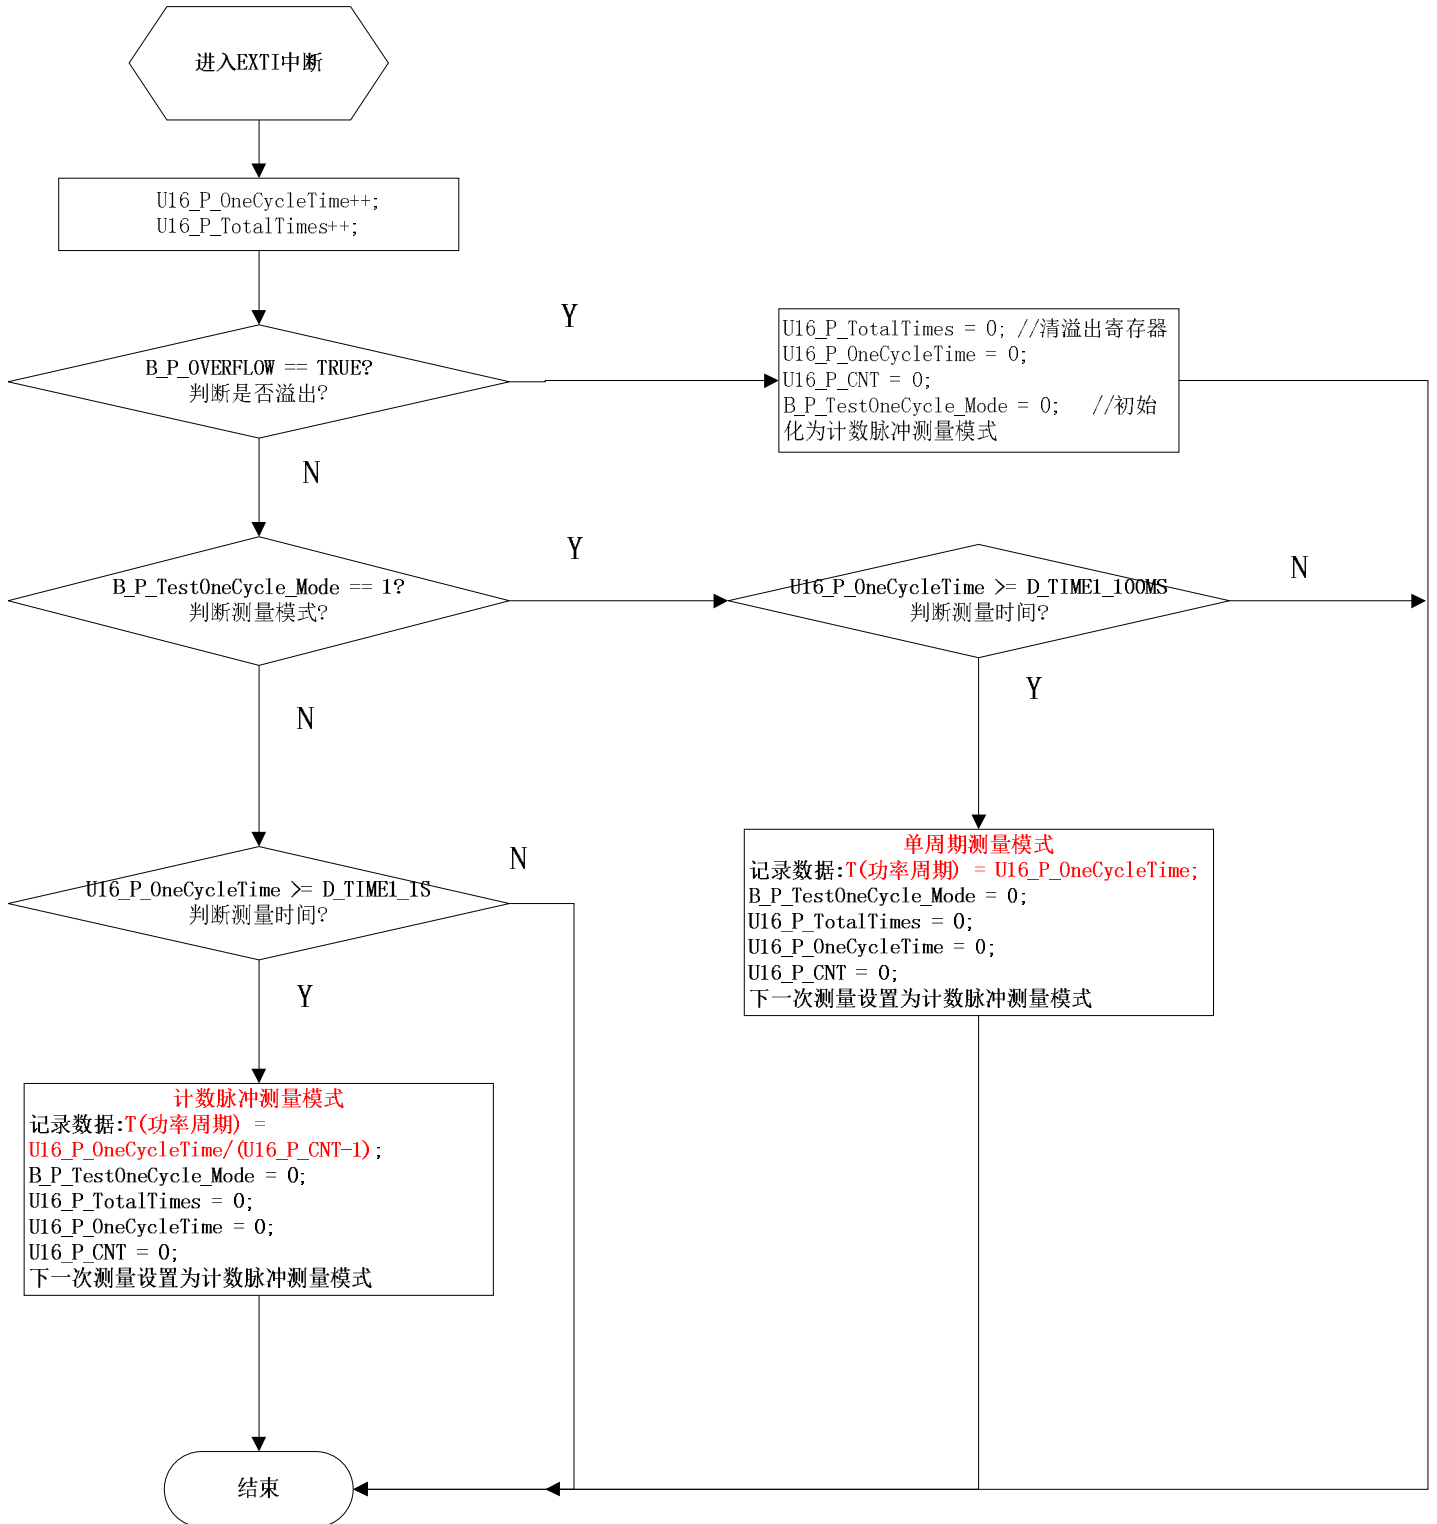 进入EXTI中断
U16_P_OneCycleTime++;
U16_P_TotalTimes++;
Y
U16_P_TotalTimes = 0; //清溢出寄存器
U16_P_OneCycleTime = 0;
U16_P_CNT = 0;
B_P_TestOneCycle_Mode = 0; //初始
化为计数脉冲测量模式
B_P_OVERFLOW == TRUE?
判断是否溢出?
N
Y
N
B_P_TestOneCycle_Mode == 1?
判断测量模式?
U16_P_OneCycleTime >= D_TIME1_100MS
判断测量时间?
Y
N
单周期测量模式
记录数据:T(功率周期) = U16_P_OneCycleTime;
B_P_TestOneCycle_Mode = 0;
U16_P_TotalTimes = 0;
U16_P_OneCycleTime = 0;
U16_P_CNT = 0;
下一次测量设置为计数脉冲测量模式
N
U16_P_OneCycleTime >= D_TIME1_1S
判断测量时间?
Y
计数脉冲测量模式
记录数据:T(功率周期) =
U16_P_OneCycleTime/(U16_P_CNT-1);
B_P_TestOneCycle_Mode = 0;
U16_P_TotalTimes = 0;
U16_P_OneCycleTime = 0;
U16_P_CNT = 0;
下一次测量设置为计数脉冲测量模式
结束